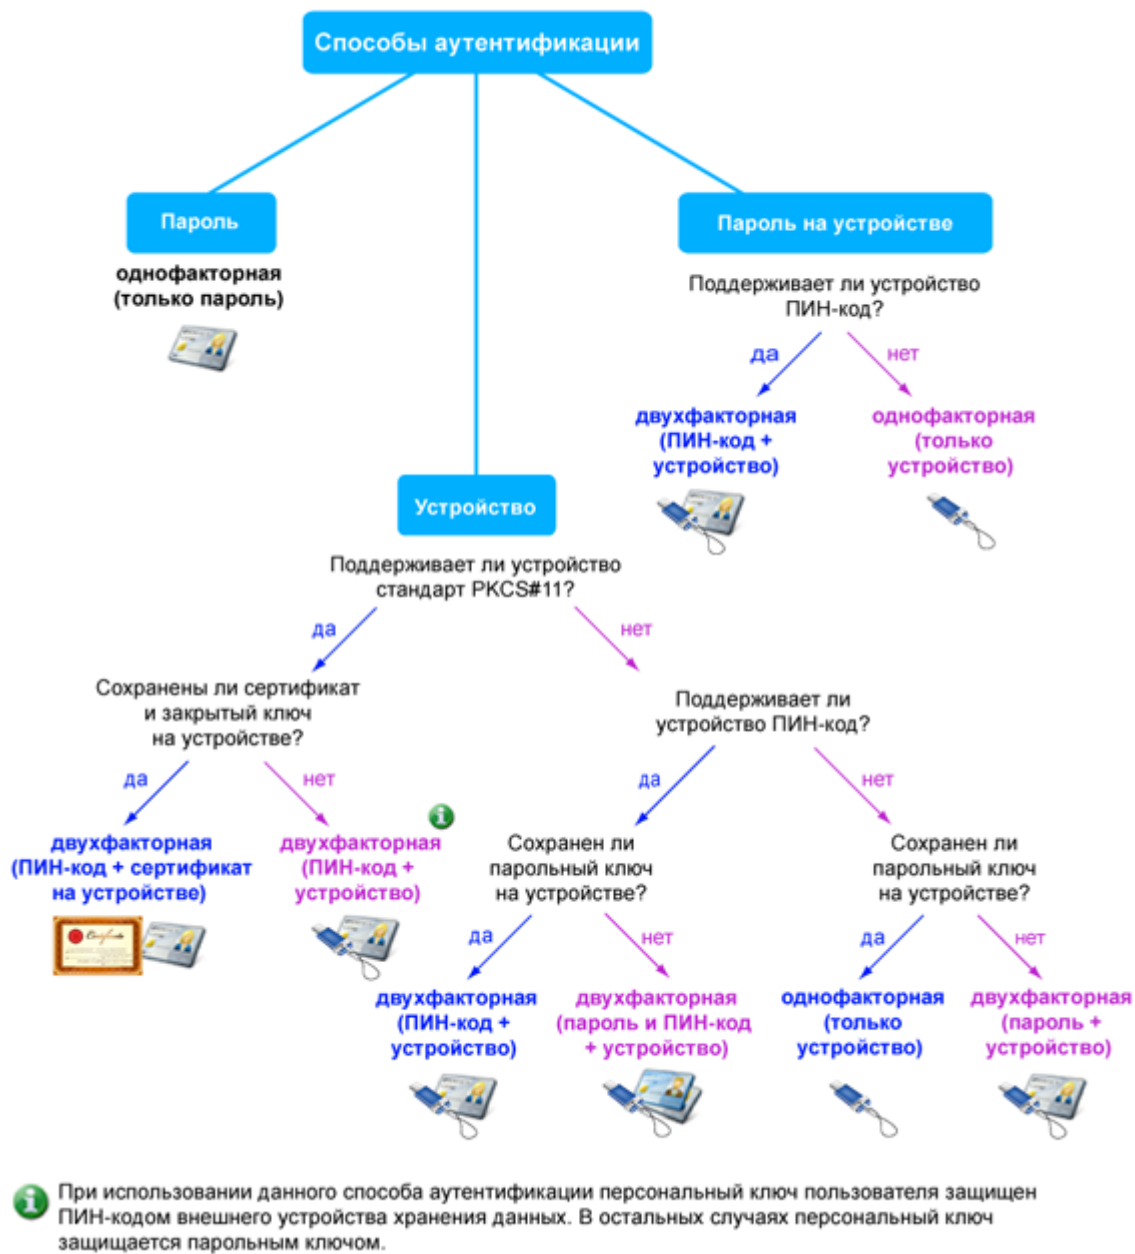 Способы аутентификации
Пароль
однофакторная
(только пароль)
Пароль на устройстве
Поддерживает ли устройство
ПИН-код?
да
нет
двухфакторная
(ПИН-код +
устройство)
однофакторная
(только
устройство)
Устройство
Поддерживает ли устройство
стандарт PKCS#11?
да
нет
Сохранены ли сертификат
и закрытый ключ
на устройстве?
да
нет
двухфакторная
(ПИН-код + сертификат
на устройстве)
двухфакторная
(ПИН-код +
устройство)
Поддерживает ли
устройство ПИН-код?
да
нет
Сохранен ли
парольный ключ
на устройстве?
да
нет
двухфакторная
(ПИН-код +
устройство)
двухфакторная
(пароль и ПИН-код
+ устройство)
Сохранен ли
парольный ключ
на устройстве?
да
нет
однофакторная
(только
устройство)
двухфакторная
(пароль +
устройство)
При использовании данного способа аутентификации персональный ключ пользователя защищен
ПИН-кодом внешнего устройства хранения данных. В остальных случаях персональный ключ
защищается парольным ключом.